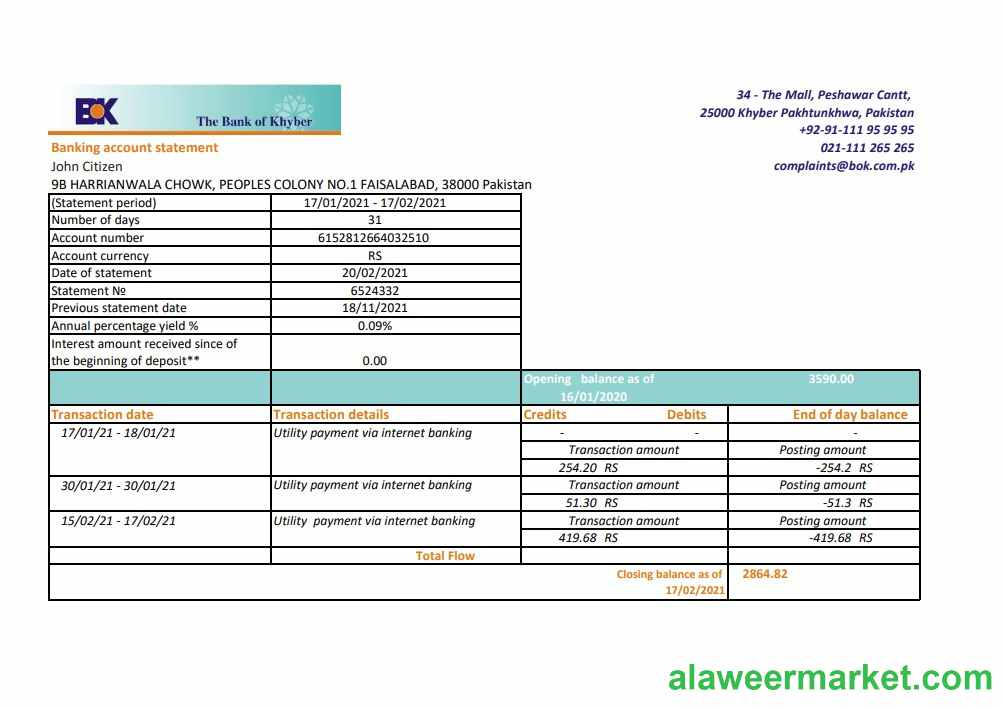 BOK
The Bank of Khyber
34 - The Mall, Peshawar Cantt,
25000 Khyber Pakhtunkhwa, Pakistan
+92-91-111 95 95 95
021-111 265 265
complaints@bok.com.pk
Banking account statement
John Citizen
9B HARRIANWALA CHOWK, PEOPLES COLONY NO.1 FAISALABAD, 38000 Pakistan
(Statement period) 17/01/2021 - 17/02/2021
Number of days 31
Account number 6152812664032510
Account currency RS
Date of statement 20/02/2021
Statement № 6524332
Previous statement date 18/11/2021
Annual percentage yield % 0.09%
Interest amount received since of
the beginning of deposit** 0.00
Opening balance as of 3590.00
16/01/2020
Transaction date Transaction details Credits Debits End of day balance
17/01/21 - 18/01/21 Utility payment via internet banking - - -
Transaction amount Posting amount
254.20 RS -254.2 RS
30/01/21 - 30/01/21 Utility payment via internet banking Transaction amount Posting amount
51.30 RS -51.3 RS
15/02/21 - 17/02/21 Utility payment via internet banking Transaction amount Posting amount
419.68 RS -419.68 RS
Total Flow
Closing balance as of 2864.82
17/02/2021
alaweermarket.com